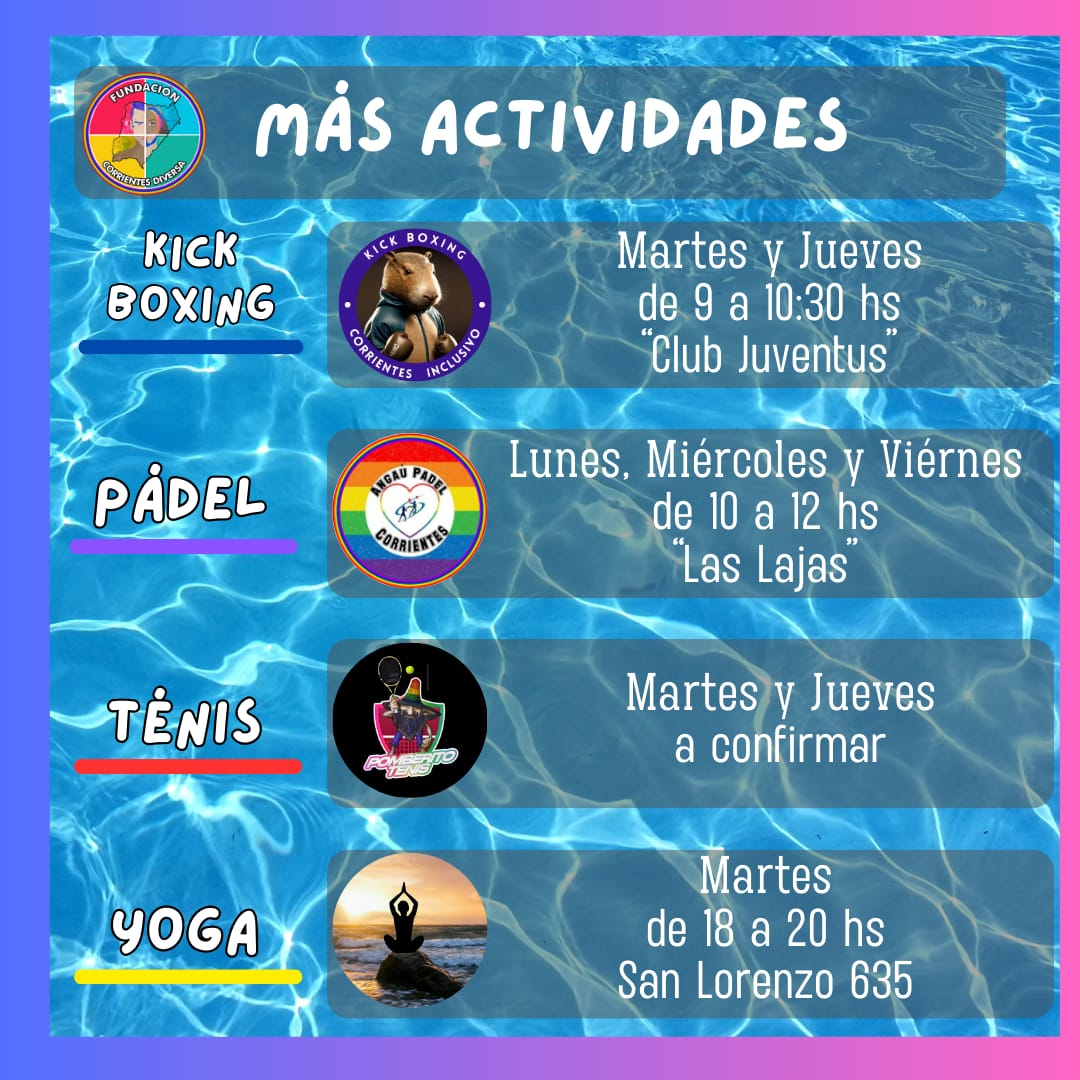 FUNDACION
CORRIENTES DIVERSA
MÁS ACTIVIDADES
KICK
BOXING
KICK BOXING
CORRIENTES INCLUSIVO
Martes y Jueves
de 9 a 10:30 hs
“Club Juventus”
PÁDEL
ANGAÚ PADEL
CORRIENTES
Lunes, Miércoles y Viérnes
de 10 a 12 hs
“Las Lajas”
TÉNIS
POMBERITO
TENIS
Martes y Jueves
a confirmar
YOGA
Martes
de 18 a 20 hs
San Lorenzo 635